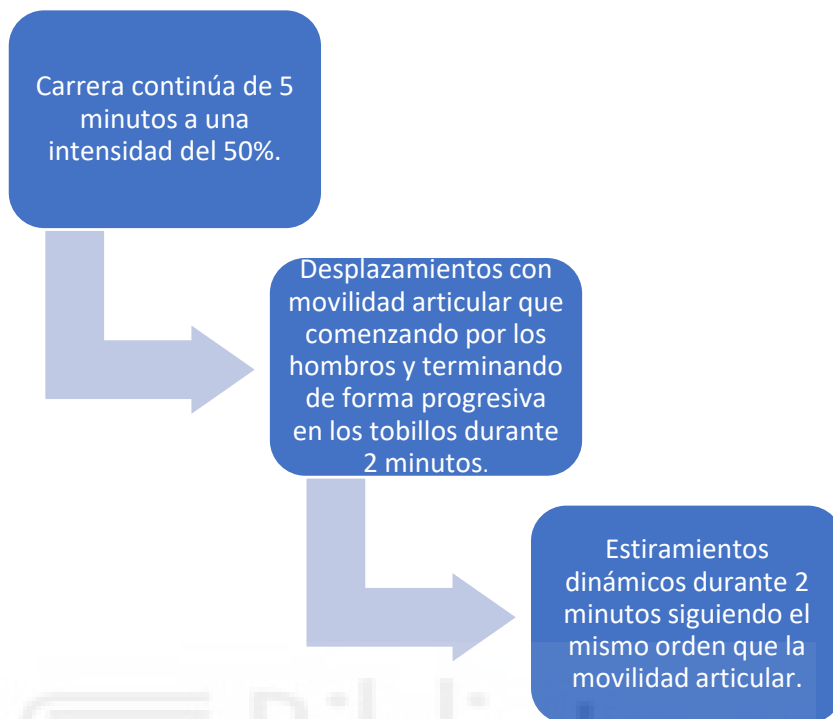 Carrera continúa de 5
minutos a una
intensidad del 50%.
Desplazamientos con
movilidad articular que
comenzando por los
hombros y terminando
de forma progresiva
en los tobillos durante
2 minutos.
Estiramientos
dinámicos durante 2
minutos siguiendo el
mismo orden que la
movilidad articular.